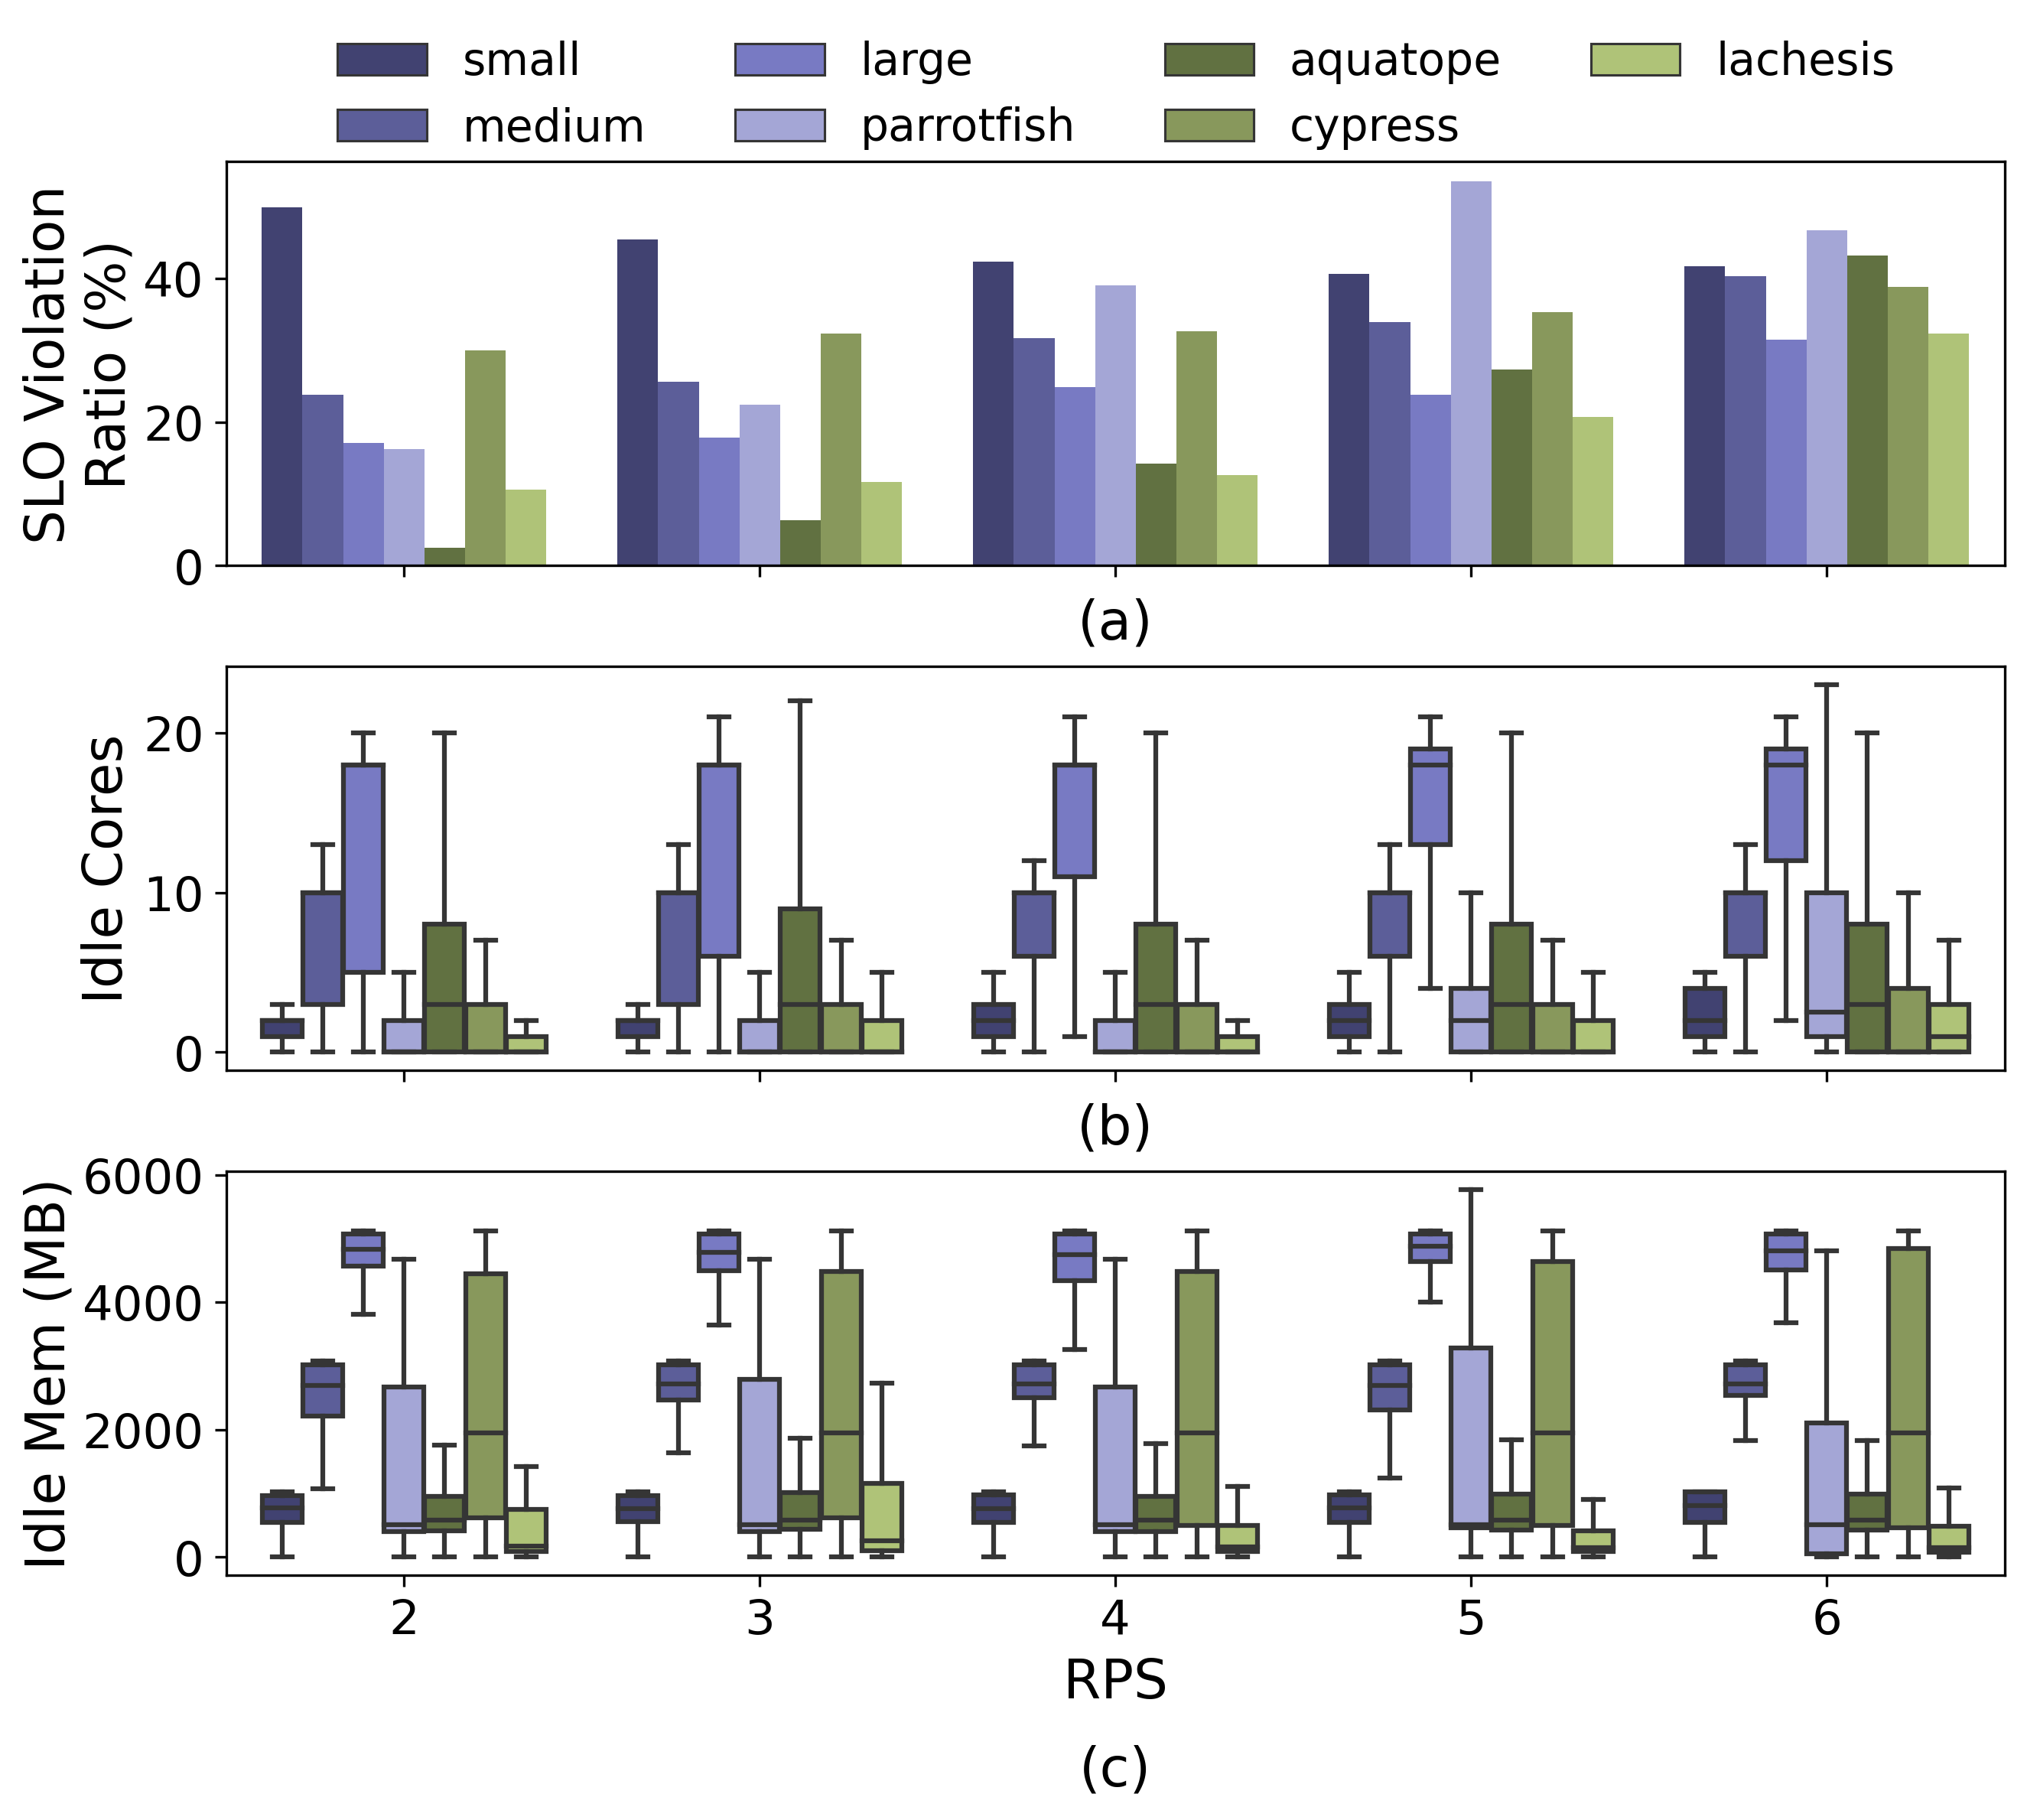 small
large
aquatope
lachesis
medium
parrotfish
cypress
SLO Violation
Ratio (%)
40
20
0
(a)
Idle Cores
20
10
0
(b)
Idle Mem (MB)
6000
4000
2000
0
2 3 4 5 6
RPS
(c)